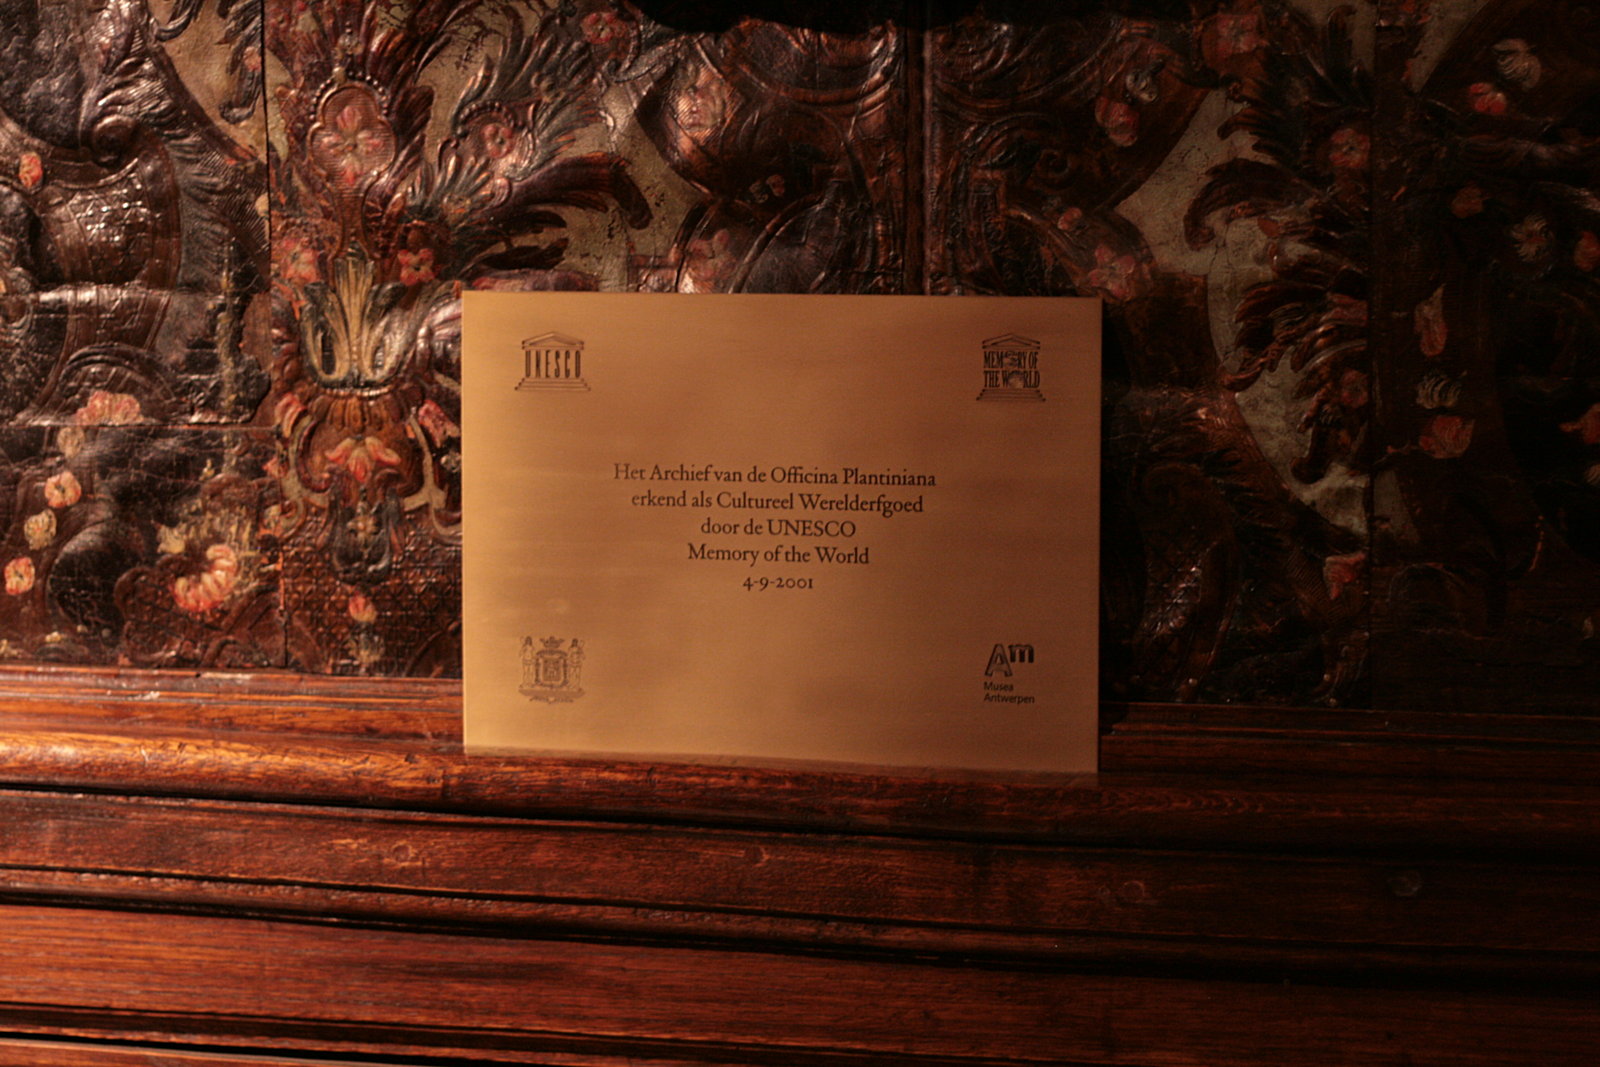 UNESCO
MEMORY OF
THE WORLD
Het Archief van de Officina Plantiniana
erkend als Cultureel Werelderfgoed
door de UNESCO
Memory of the World
4-9-2001
Am
Musea
Antwerpen